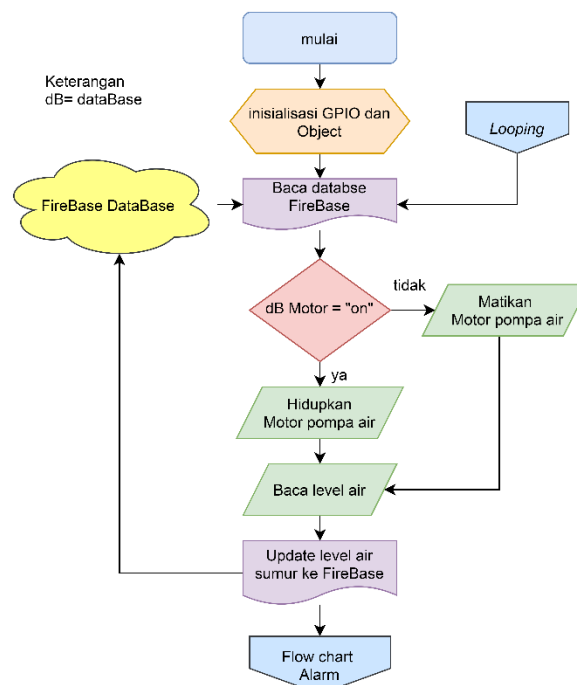 mulai
Keterangan
dB= dataBase
inisialisasi GPIO dan
Object
Looping
Baca databse
FireBase
FireBase DataBase
dB Motor = "on"
tidak
Matikan
Motor pompa air
ya
Hidupkan
Motor pompa air
Baca level air
Update level air
sumur ke FireBase
Flow chart
Alarm